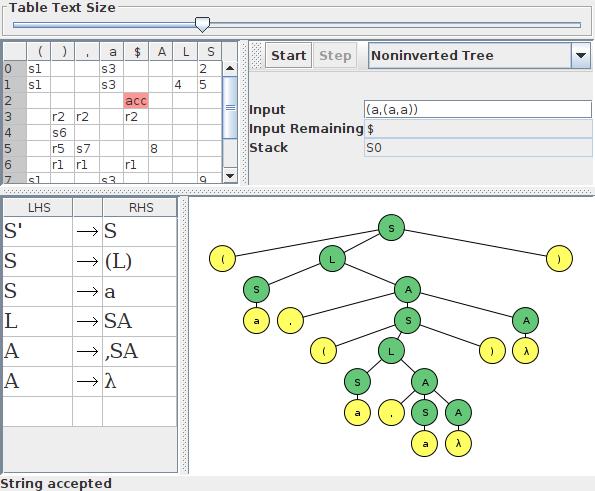 Table Text Size
( ) , a $ A L S
0 s1 s3 2
1 s1 s3 4 5
2 acc
3 r2 r2 r2
4 s6
5 r5 s7 8
6 r1 r1 r1
7 s1 s3 9
Start Step Noninverted Tree
Input (a,(a,a))
Input Remaining $
Stack S0
LHS RHS
S' → S
S → (L)
S → a
L → SA
A → ,SA
A → λ
S
( L )
S A
a , S A
( L ) λ
S A
a , S A
a λ
String accepted